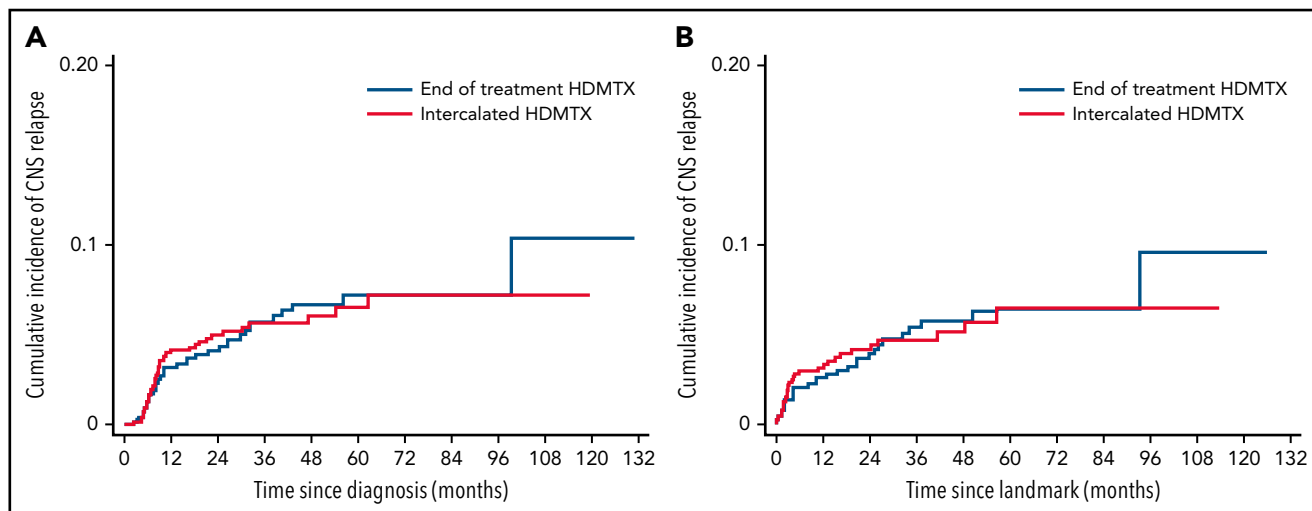 A
Cumulative incidence of CNS relapse
0.20
0.1
0
End of treatment HDMTX
Intercalated HDMTX
0 12 24 36 48 60 72 84 96 108 120 132
Time since diagnosis (months)
B
Cumulative incidence of CNS relapse
0.20
0.1
0
End of treatment HDMTX
Intercalated HDMTX
0 12 24 36 48 60 72 84 96 108 120 132
Time since landmark (months)